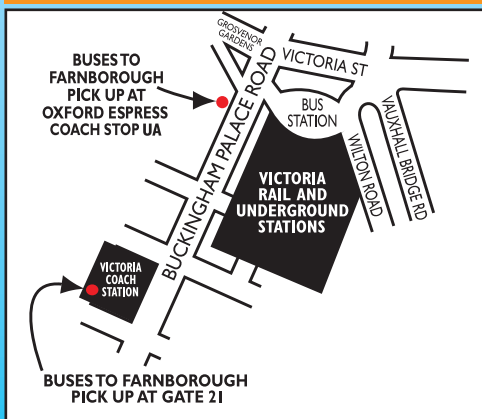 GROSVENOR
GARDENS
VICTORIA ST
BUSES TO
FARNBOROUGH
PICK UP AT
OXFORD ESPRESS
COACH STOP UA
BUCKINGHAM PALACE ROAD
BUS
STATION
WILTON ROAD
VAUXHALL BRIDGE RD
VICTORIA
RAIL AND
UNDERGROUND
STATIONS
VICTORIA
COACH
STATION
BUSES TO FARNBOROUGH
PICK UP AT GATE 21